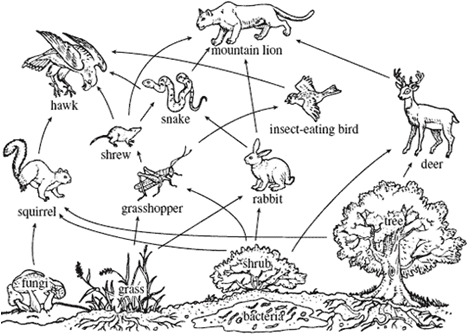 mountain lion
hawk
snake
insect-eating bird
shrew
deer
squirrel
grasshopper
rabbit
tree
shrub
fungi
grass
bacteria